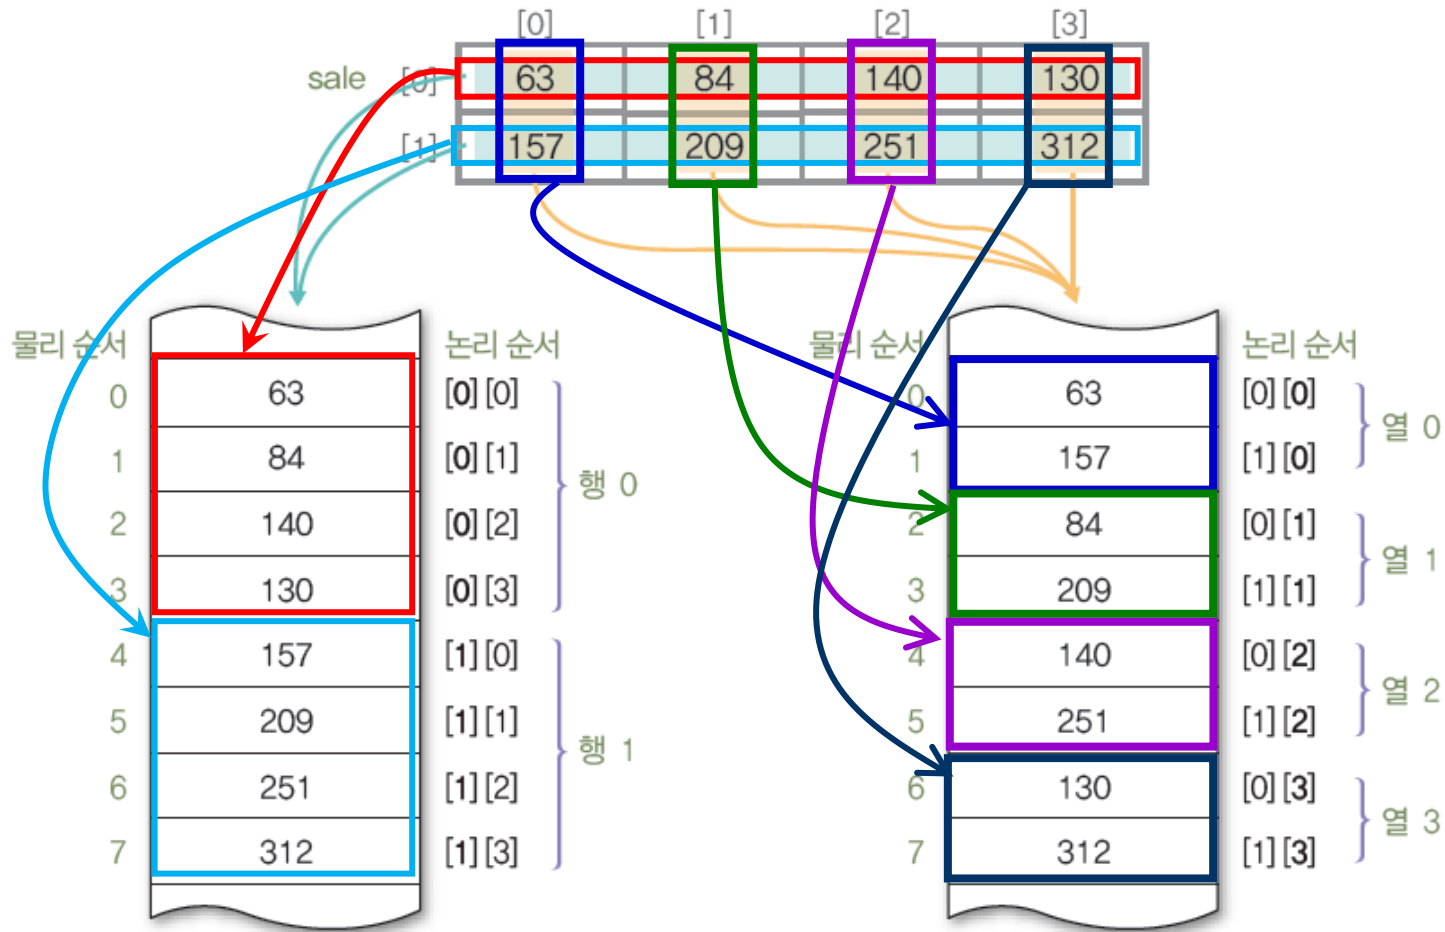 [0] [1] [2] [3]
sale [0] 63 84 140 130
[1] 157 209 251 312
물리 순서 논리 순서 물리 순서 논리 순서
0 63 [0][0] 0 63 [0][0]
열 0
1 84 [0][1] 1 157 [1][0]
행 0
2 140 [0][2] 2 84 [0][1]
열 1
3 130 [0][3] 3 209 [1][1]
4 157 [1][0] 4 140 [0][2]
열 2
5 209 [1][1] 5 251 [1][2]
행 1
6 251 [1][2] 6 130 [0][3]
열 3
7 312 [1][3] 7 312 [1][3]